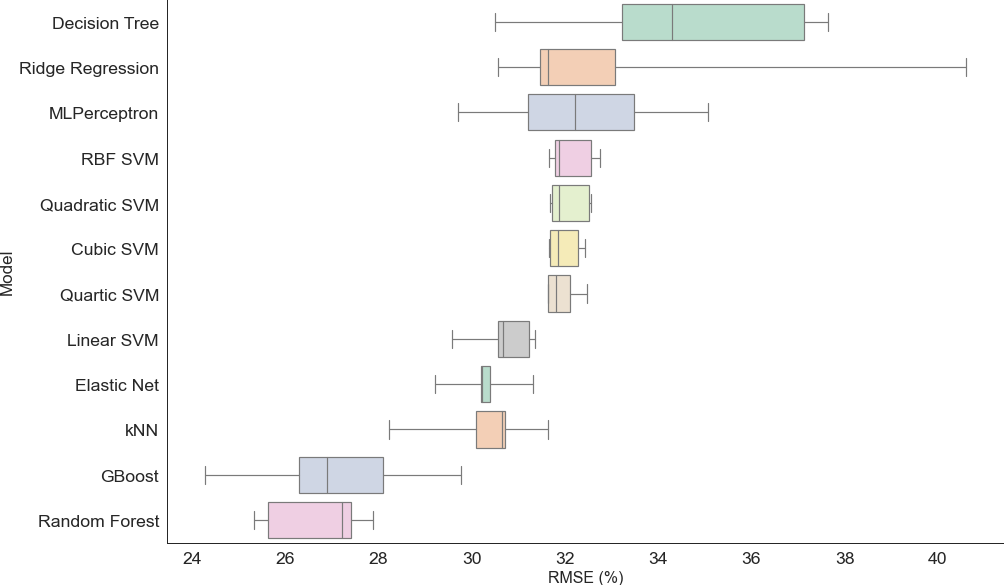 Decision Tree
Ridge Regression
MLPerceptron
RBF SVM
Quadratic SVM
Cubic SVM
Model
Quartic SVM
Linear SVM
Elastic Net
kNN
GBoost
Random Forest
24 26 28 30 32 34 36 38 40
RMSE (%)